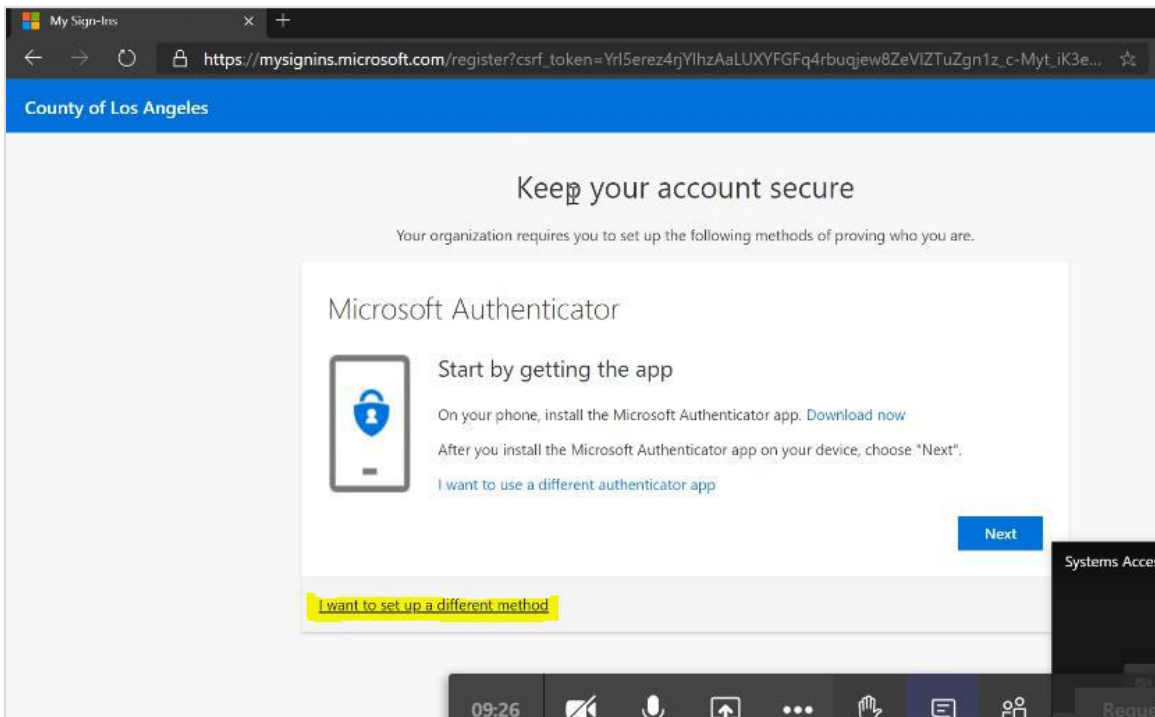 My Sign-Ins
https://mysignins.microsoft.com/register?csrf_token=YrI5erez4rjYlhzAaLUXYFGFq4rbuqjew8ZeVlZTuZgn1z_c-Myt_iK3e...
County of Los Angeles
Keep your account secure
Your organization requires you to set up the following methods of proving who you are.
Microsoft Authenticator
Start by getting the app
On your phone, install the Microsoft Authenticator app. Download now
After you install the Microsoft Authenticator app on your device, choose "Next".
I want to use a different authenticator app
Next
Systems Acces
I want to set up a different method
09:26
Reque